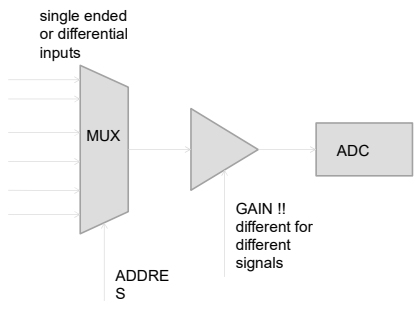 single ended
or differential
inputs
MUX
ADC
GAIN !!
different for
different
signals
ADDRE
S